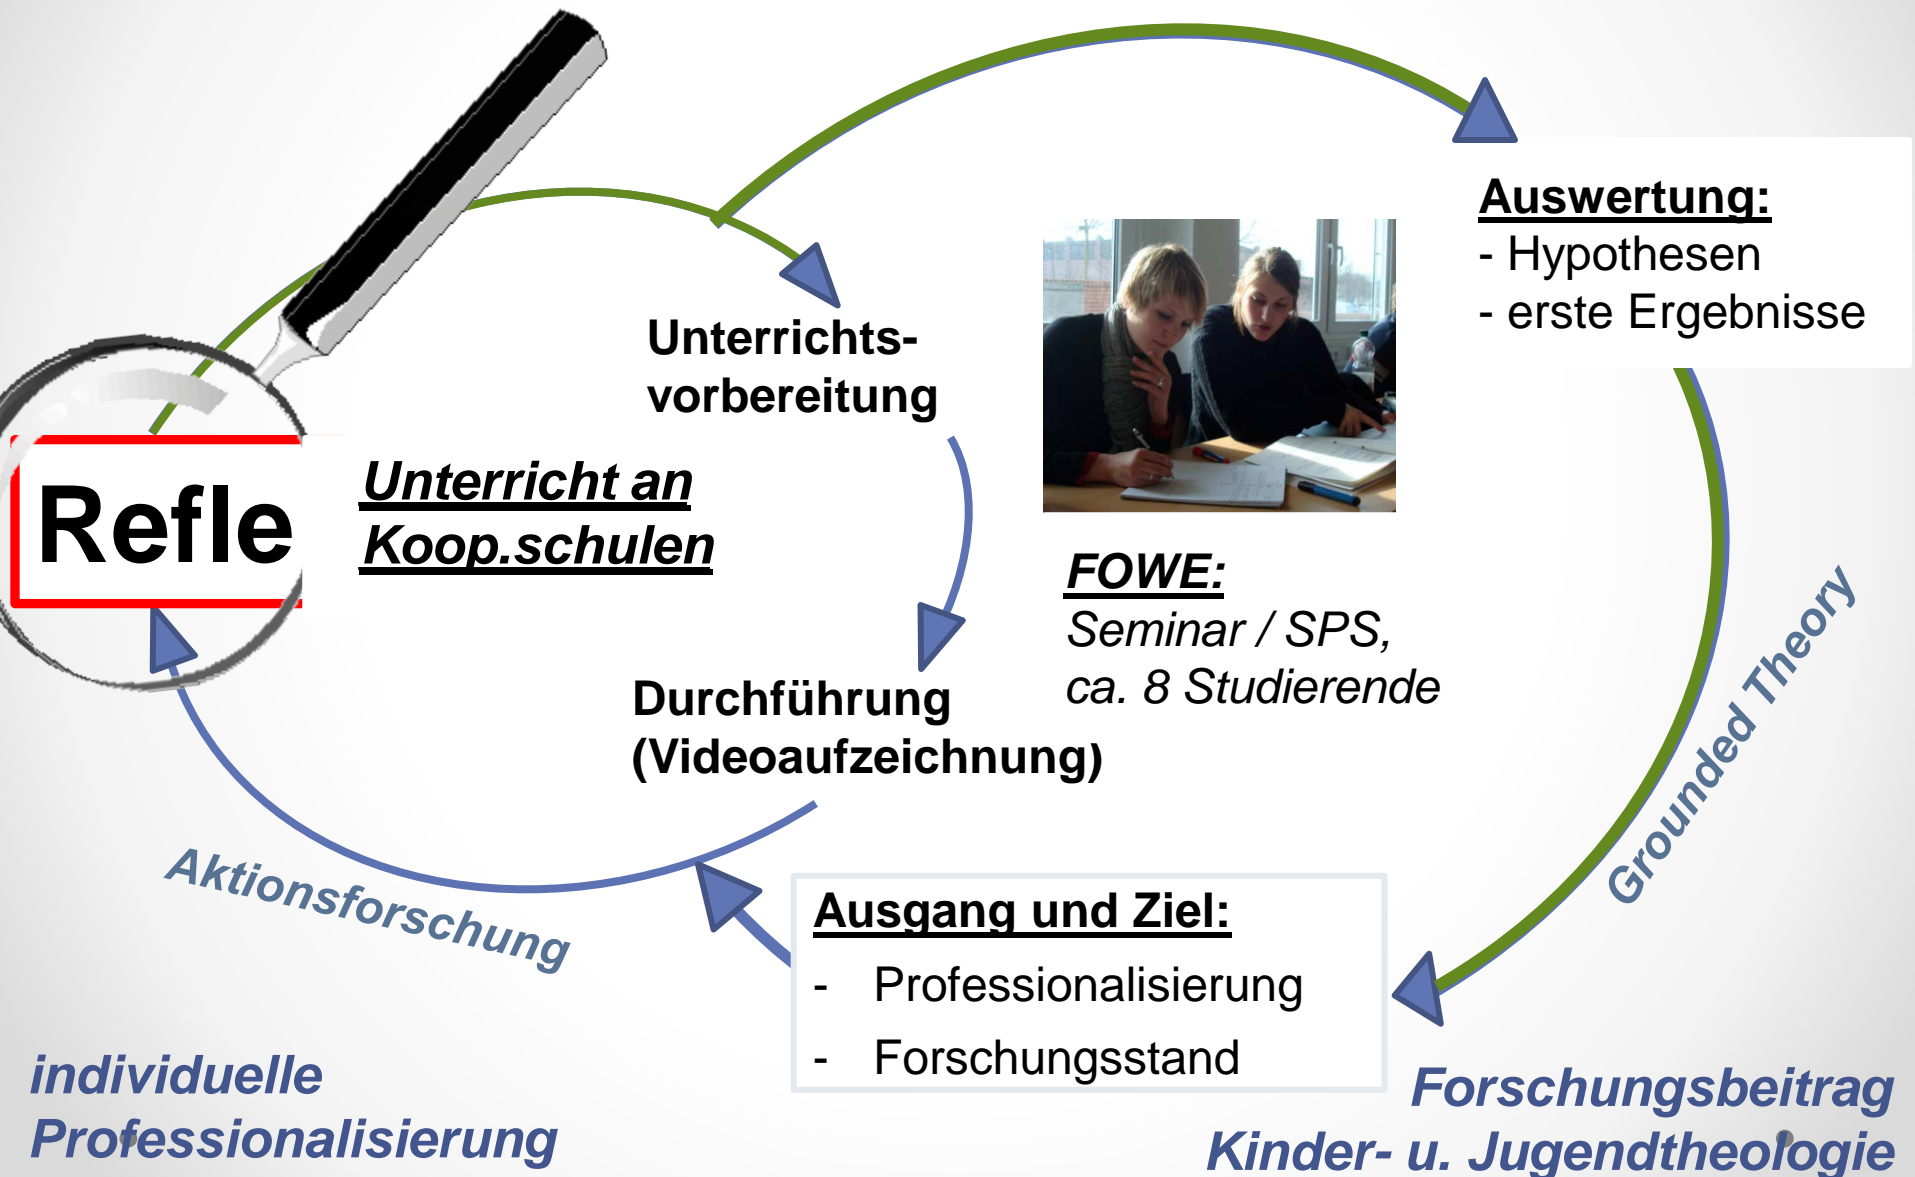 Auswertung:
- Hypothesen
- erste Ergebnisse
Unterrichts-
vorbereitung
Refle
Unterricht an
Koop.schulen
FOWE:
Seminar / SPS,
ca. 8 Studierende
Durchführung
(Videoaufzeichnung)
Grounded Theory
Aktionsforschung
Ausgang und Ziel:
- Professionalisierung
- Forschungsstand
individuelle
Professionalisierung
Forschungsbeitrag
Kinder- u. Jugendtheologie